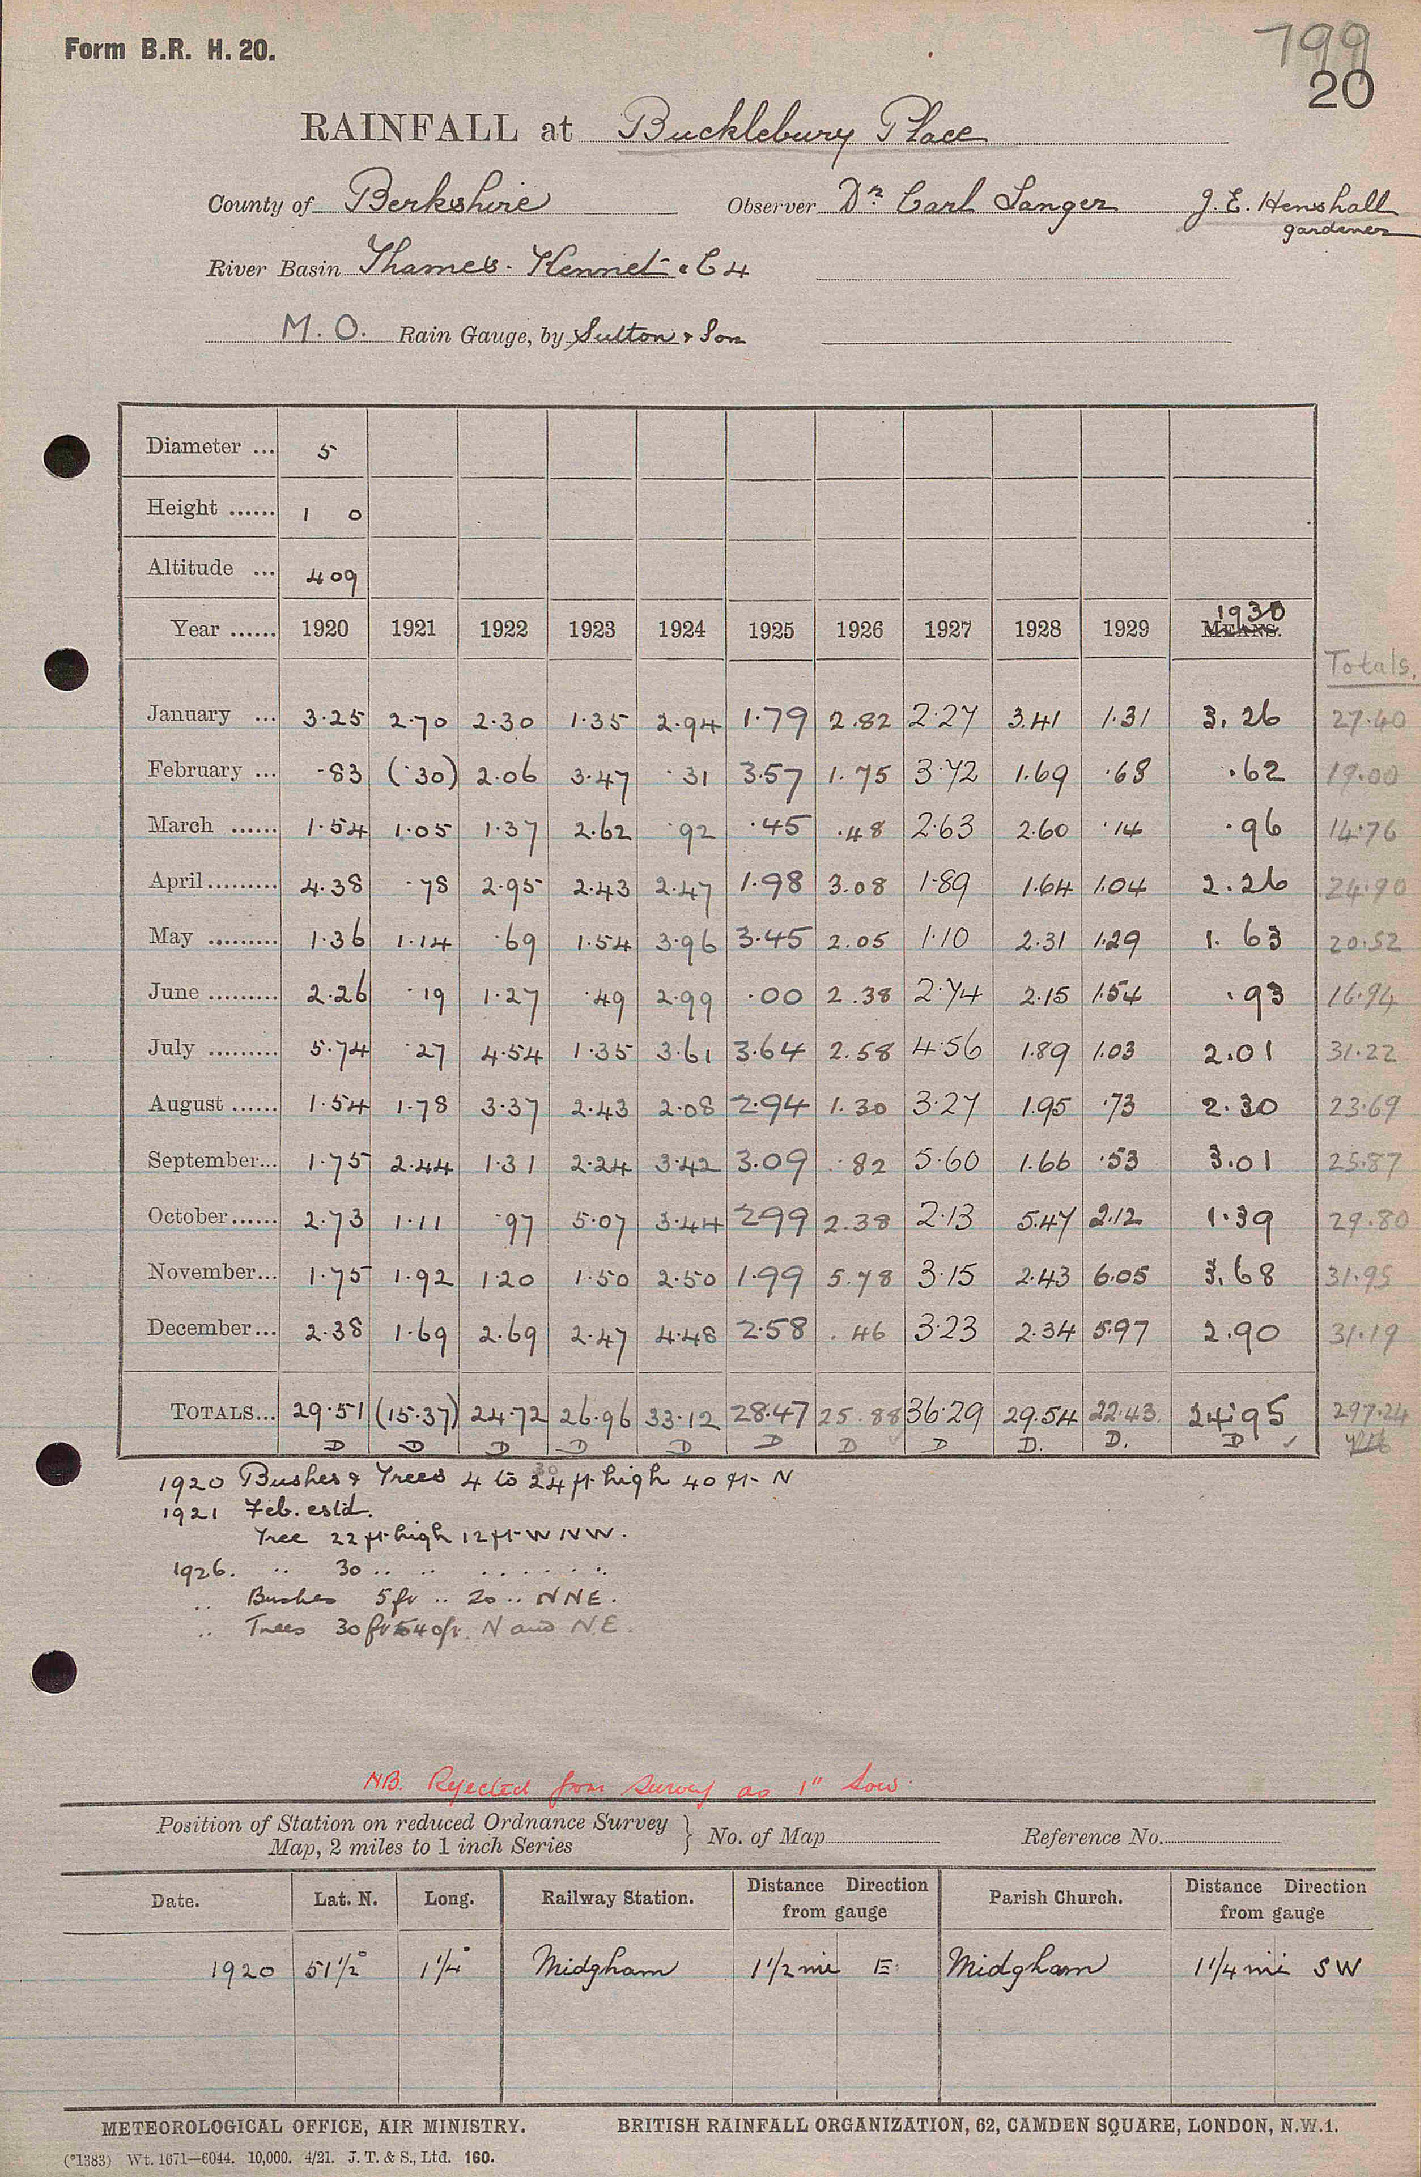 Form B.R. H. 20.
799
20
RAINFALL at Bucklebury Place
County of Berkshire Observer Dr. Carl Langer J. E. Henshall
gardener
River Basin Thames - Kennet . C 4
M. O. Rain Gauge, by Sutton & Son
Diameter ... 5
Height ...... 1 0
Altitude ... 409
Year ...... 1920 1921 1922 1923 1924 1925 1926 1927 1928 1929 MEANS. 1930
Totals.
January ... 3.25 2.70 2.30 1.35 2.94 1.79 2.82 2.27 3.41 1.31 3.26 27.40
February ... .83 (.30) 2.06 3.47 .31 3.57 1.75 3.72 1.69 .68 .62 19.00
March ...... 1.54 1.05 1.37 2.62 .92 .45 .48 2.63 2.60 .14 .96 14.76
April ......... 4.38 .78 2.95 2.43 2.47 1.98 3.08 1.89 1.64 1.04 2.26 24.90
May ......... 1.36 1.14 .69 1.54 3.96 3.45 2.05 1.10 2.31 1.29 1.63 20.52
June ......... 2.26 .19 1.27 .49 2.99 .00 2.38 2.74 2.15 1.54 .93 16.94
July ......... 5.74 .27 4.54 1.35 3.61 3.64 2.58 4.56 1.89 1.03 2.01 31.22
August ...... 1.54 1.78 3.37 2.43 2.08 2.94 1.30 3.27 1.95 .73 2.30 23.69
September... 1.75 2.44 1.31 2.24 3.42 3.09 .82 5.60 1.66 .53 3.01 25.87
October...... 2.73 1.11 .97 5.07 3.44 2.99 2.38 2.13 5.47 2.12 1.39 29.80
November... 1.75 1.92 1.20 1.50 2.50 1.99 5.78 3.15 2.43 6.05 3.68 31.95
December... 2.38 1.69 2.69 2.47 4.48 2.58 .46 3.23 2.34 5.97 2.90 31.19
TOTALS... 29.51 (15.37) 24.72 26.96 33.12 28.47 25.88 36.29 29.54 22.43. 24.95 297.24
D D D D D D D D D. D. D ✓
1920 Bushes & Trees 4 to 24 ft high 40 ft N
1921 Feb. estd.
Tree 22 ft high 12 ft W NW.
1926. .. 30 .. .. .. .. .. ..
.. Bushes 5 ft .. 20 .. NNE.
.. Trees 30 ft to 40 ft. N and N.E.
NB. Rejected from survey as 1" low.
Position of Station on reduced Ordnance Survey
Map, 2 miles to 1 inch Series } No. of Map Reference No.
Date. Lat. N. Long. Railway Station. Distance Direction from gauge Parish Church. Distance Direction from gauge
1920 51½° 1¼° Midgham 1½ mi E. Midgham 1¼ mi SW
METEOROLOGICAL OFFICE, AIR MINISTRY. BRITISH RAINFALL ORGANIZATION, 62, CAMDEN SQUARE, LONDON, N.W.1.
(*1383) Wt. 1671—6044. 10,000. 4/21. J. T. & S., Ltd. 160.